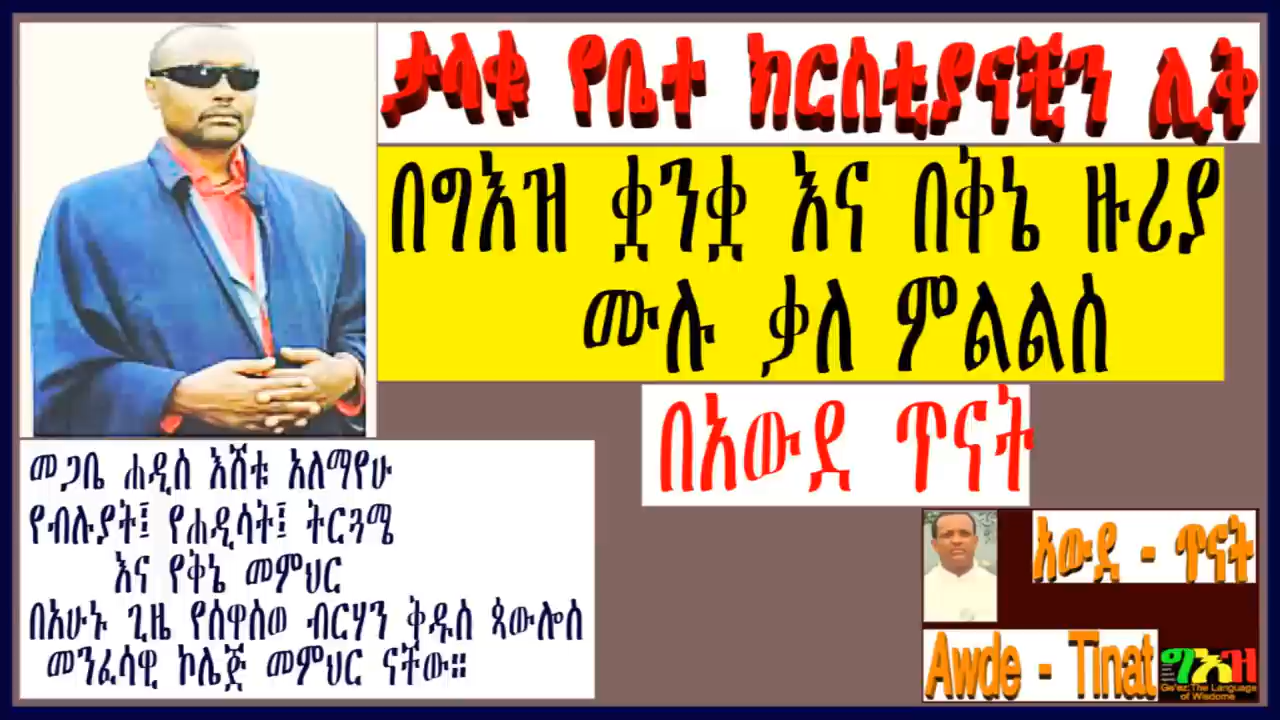 ታላቁ የቤተ ክርስቲያናችን ሊቅ
በግእዝ ቋንቋ እና በቅኔ ዙሪያ
ሙሉ ቃለ ምልልስ
በአውደ ጥናት
መጋቤ ሐዲስ እሸቱ አለማየሁ
የብሉያት፤ የሐዲሳት፤ ትርጓሜ
እና የቅኔ መምህር
በአሁኑ ጊዜ የሰዋስወ ብርሃን ቅዱስ ጳውሎስ
መንፈሳዊ ኮሌጅ መምህር ናቸው።
አውደ - ጥናት
Awde - Tinat
ግእዝ
Ge'ez:The Language
of Wisdome